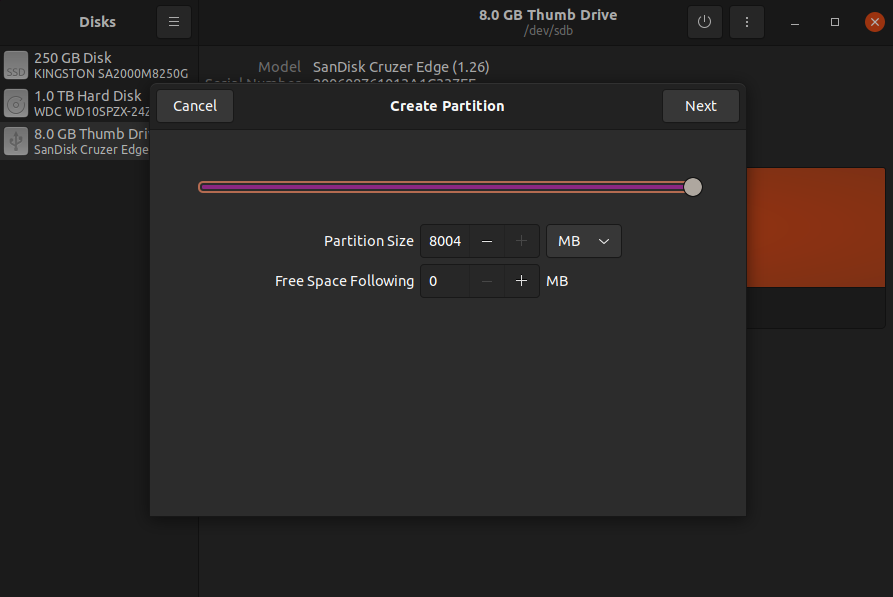 Disks
8.0 GB Thumb Drive
/dev/sdb
250 GB Disk
KINGSTON SA2000M8250G
1.0 TB Hard Disk
WDC WD10SPZX-24Z
8.0 GB Thumb Dri
SanDisk Cruzer Edge
SSD
Model SanDisk Cruzer Edge (1.26)
Serial Number
Cancel
Create Partition
Next
Partition Size 8004 MB
Free Space Following 0 MB